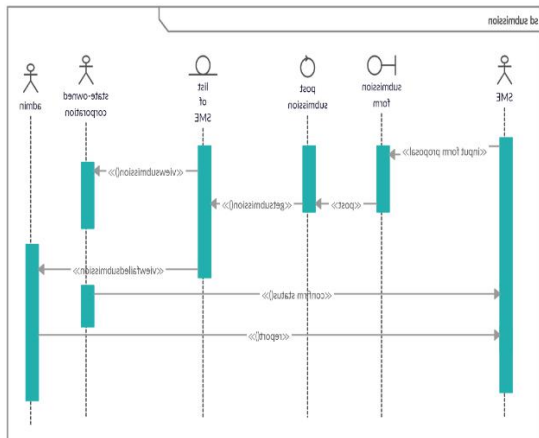 sd submission
SME
submission
form
post
submission
list
of
SME
state-owned
corporation
admin
<<input form proposal>>
<<viewsubmission()>>
<<post>>
<<getsubmission()>>
<<viewfailedsubmission>>
<<confirm status()>>
<<report()>>